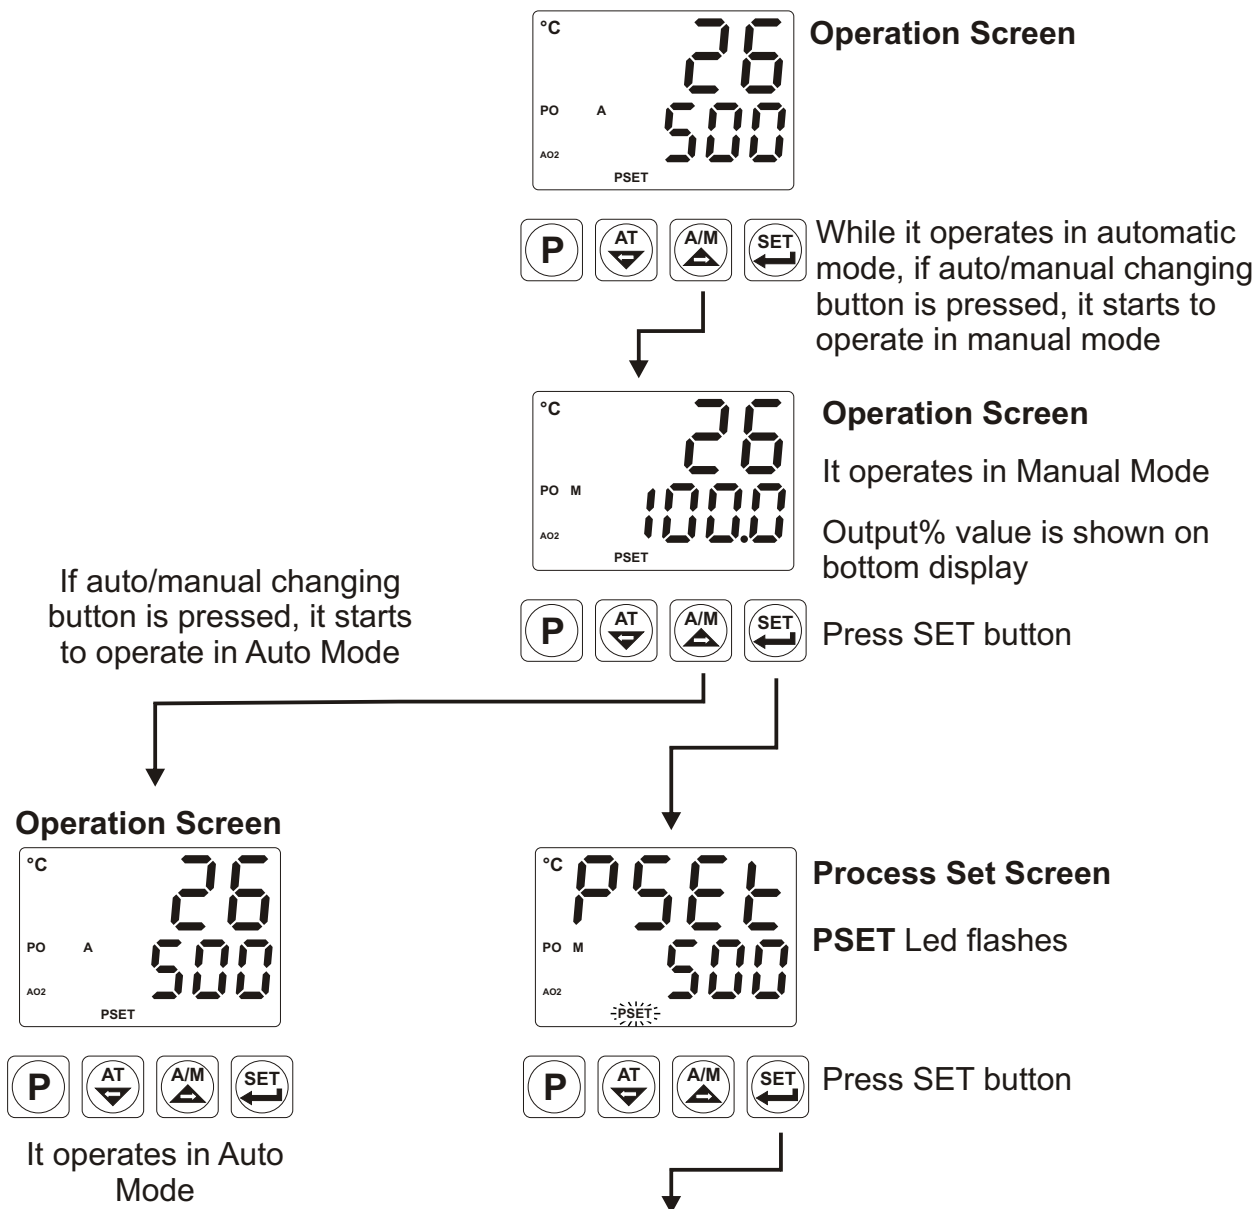 °C 26
PO A 500
AO2
PSET
Operation Screen
P AT A/M SET
While it operates in automatic
mode, if auto/manual changing
button is pressed, it starts to
operate in manual mode
°C 26
PO M 100.0
AO2
PSET
Operation Screen
It operates in Manual Mode
Output% value is shown on
bottom display
P AT A/M SET
Press SET button
If auto/manual changing
button is pressed, it starts
to operate in Auto Mode
Operation Screen
°C 26
PO A 500
AO2
PSET
P AT A/M SET
It operates in Auto
Mode
°C PSEt
PO M 500
AO2
PSET
Process Set Screen
PSET Led flashes
P AT A/M SET
Press SET button